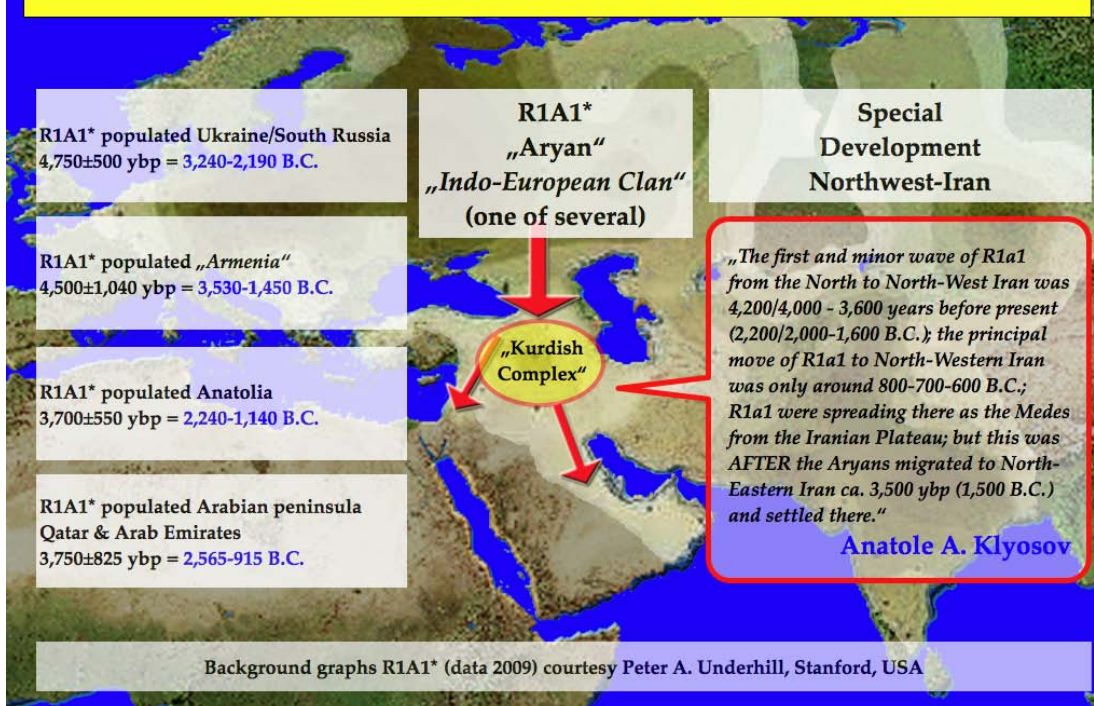 R1A1* populated Ukraine/South Russia
4,750±500 ybp = 3,240-2,190 B.C.
R1A1* populated „Armenia“
4,500±1,040 ybp = 3,530-1,450 B.C.
R1A1* populated Anatolia
3,700±550 ybp = 2,240-1,140 B.C.
R1A1* populated Arabian peninsula
Qatar & Arab Emirates
3,750±825 ybp = 2,565-915 B.C.
R1A1*
„Aryan“
„Indo-European Clan“
(one of several)
„Kurdish
Complex“
Special
Development
Northwest-Iran
„The first and minor wave of R1a1
from the North to North-West Iran was
4,200/4,000 - 3,600 years before present
(2,200/2,000-1,600 B.C.); the principal
move of R1a1 to North-Western Iran
was only around 800-700-600 B.C.;
R1a1 were spreading there as the Medes
from the Iranian Plateau; but this was
AFTER the Aryans migrated to North-
Eastern Iran ca. 3,500 ybp (1,500 B.C.)
and settled there.“
Anatole A. Klyosov
Background graphs R1A1* (data 2009) courtesy Peter A. Underhill, Stanford, USA